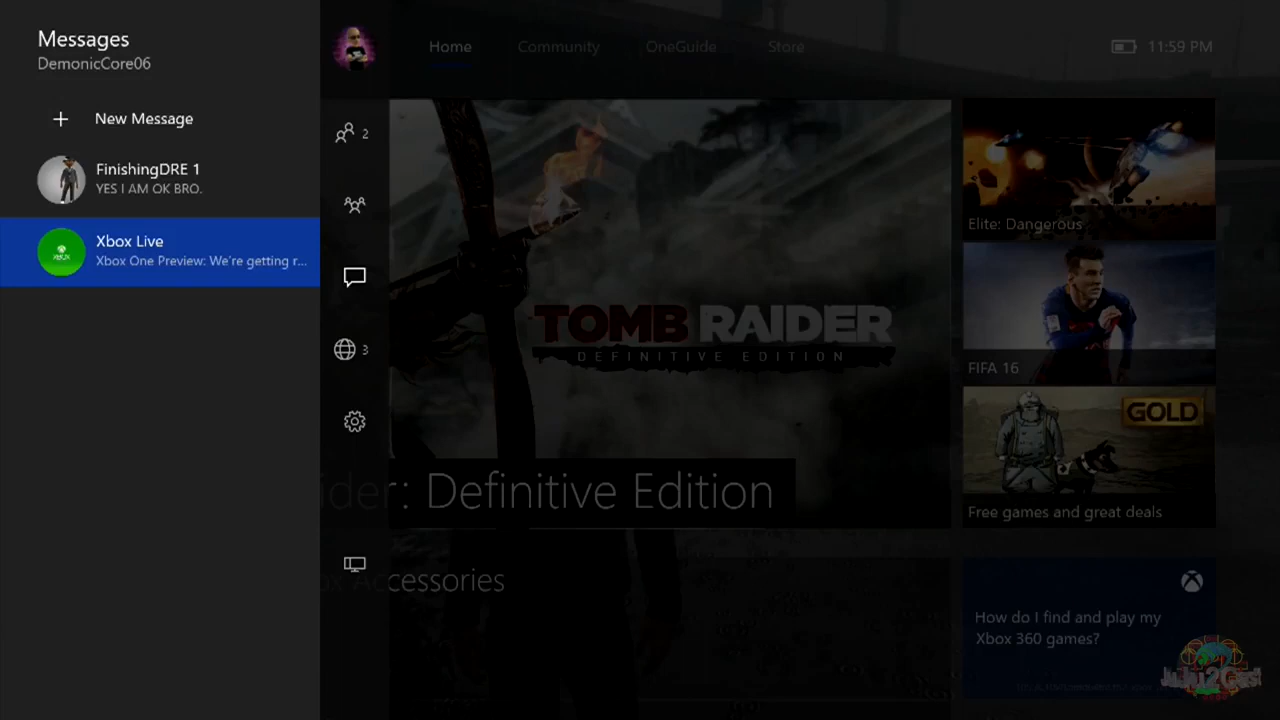 Messages
DemonicCore06
New Message
FinishingDRE 1
YES I AM OK BRO.
Xbox Live
Xbox One Preview: We're getting r...
Home
Community
OneGuide
Store
11:59 PM
2
3
TOMB RAIDER
DEFINITIVE EDITION
ider: Definitive Edition
Accessories
Elite: Dangerous
FIFA 16
GOLD
Free games and great deals
How do I find and play my
Xbox 360 games?